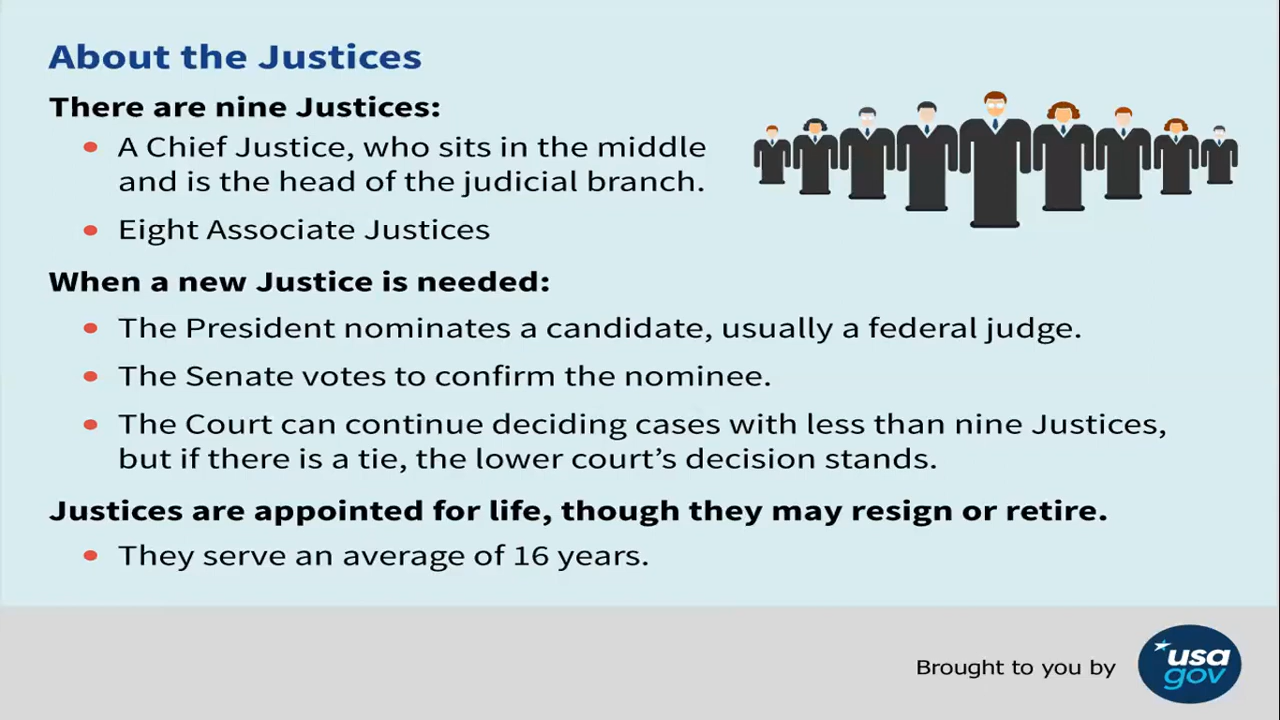 About the Justices
There are nine Justices:
• A Chief Justice, who sits in the middle
and is the head of the judicial branch.
• Eight Associate Justices
When a new Justice is needed:
• The President nominates a candidate, usually a federal judge.
• The Senate votes to confirm the nominee.
• The Court can continue deciding cases with less than nine Justices,
but if there is a tie, the lower court’s decision stands.
Justices are appointed for life, though they may resign or retire.
• They serve an average of 16 years.
Brought to you by
usa
gov